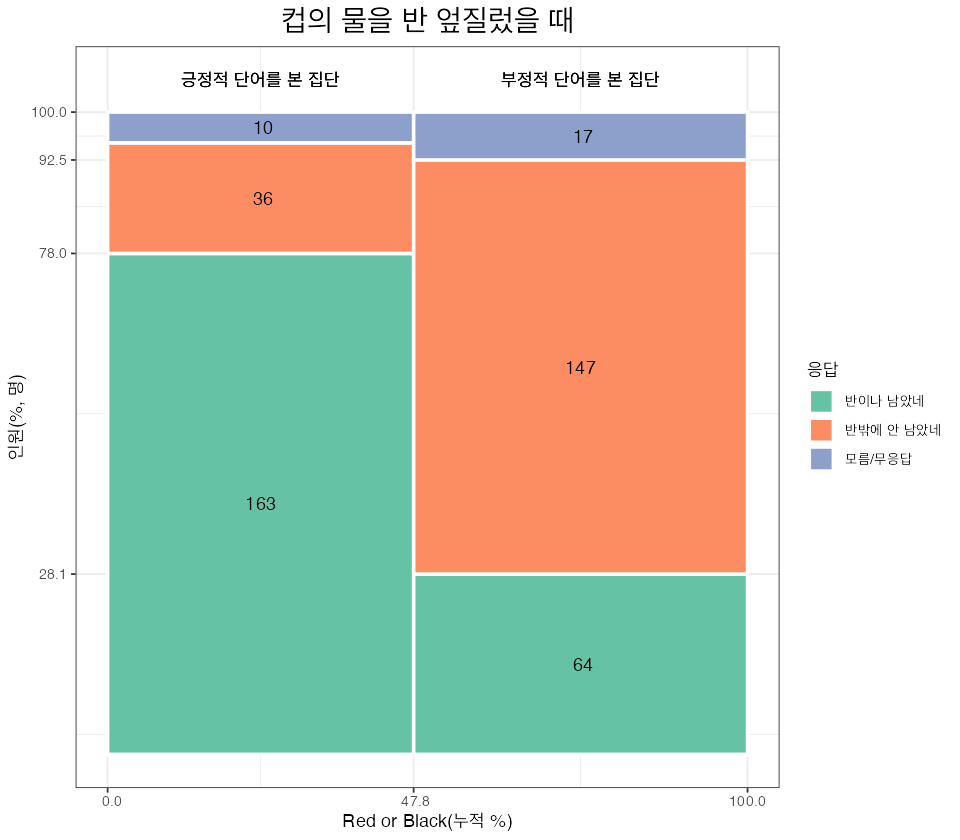 컵의 물을 반 엎질렀을 때
긍정적 단어를 본 집단 부정적 단어를 본 집단
100.0
92.5
78.0
28.1
10
17
36
147
163
64
인원(%, 명)
0.0 47.8 100.0
Red or Black(누적 %)
응답
반이나 남았네
반밖에 안 남았네
모름/무응답